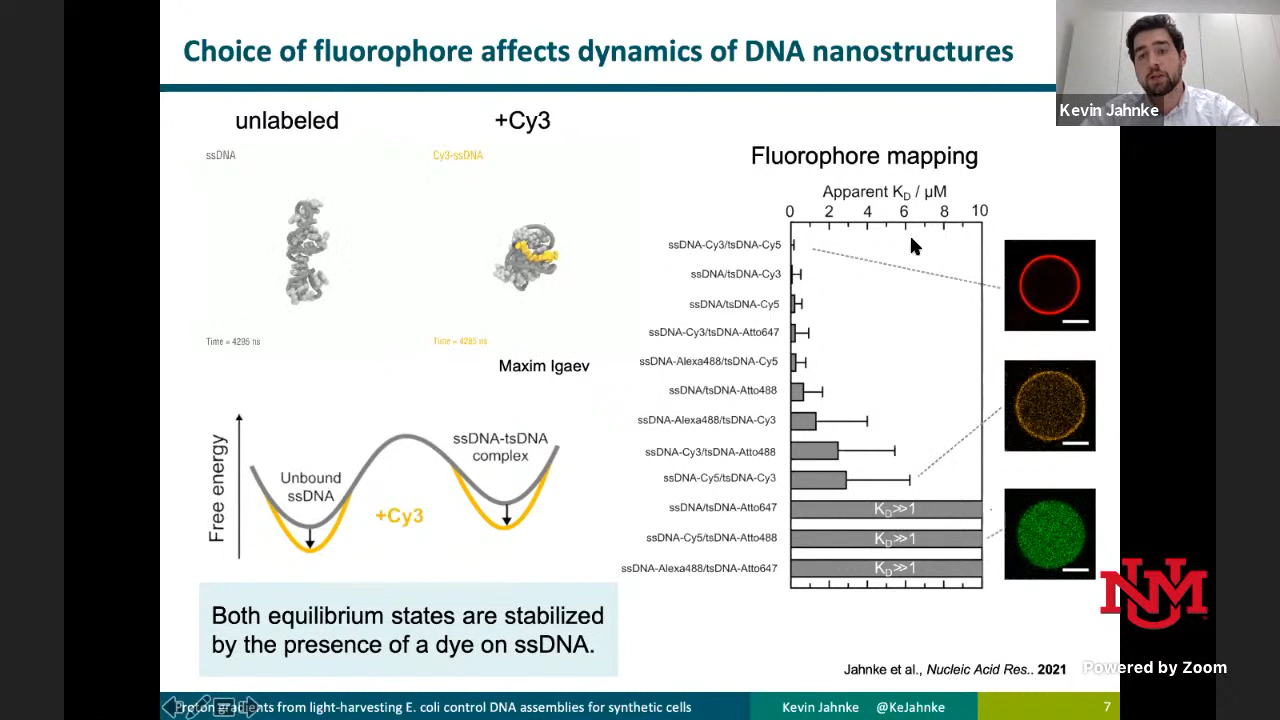 Choice of fluorophore affects dynamics of DNA nanostructures
Kevin Jahnke
unlabeled
+Cy3
ssDNA
Cy3-ssDNA
Time = 4295 ns
Time = 4285 ns
Maxim Igaev
Free energy
Unbound
ssDNA
+Cy3
ssDNA-tsDNA
complex
Both equilibrium states are stabilized
by the presence of a dye on ssDNA.
Fluorophore mapping
Apparent KD / µM
0 2 4 6 8 10
ssDNA-Cy3/tsDNA-Cy5
ssDNA/tsDNA-Cy3
ssDNA/tsDNA-Cy5
ssDNA-Cy3/tsDNA-Atto647
ssDNA-Alexa488/tsDNA-Cy5
ssDNA/tsDNA-Atto488
ssDNA-Alexa488/tsDNA-Cy3
ssDNA-Cy3/tsDNA-Atto488
ssDNA-Cy5/tsDNA-Cy3
ssDNA/tsDNA-Atto647 KD≫1
ssDNA-Cy5/tsDNA-Atto488 KD≫1
ssDNA-Alexa488/tsDNA-Atto647 KD≫1
NM
Jahnke et al., Nucleic Acid Res.. 2021
Powered by Zoom
Proton gradients from light-harvesting E. coli control DNA assemblies for synthetic cells
Kevin Jahnke @KeJahnke
7